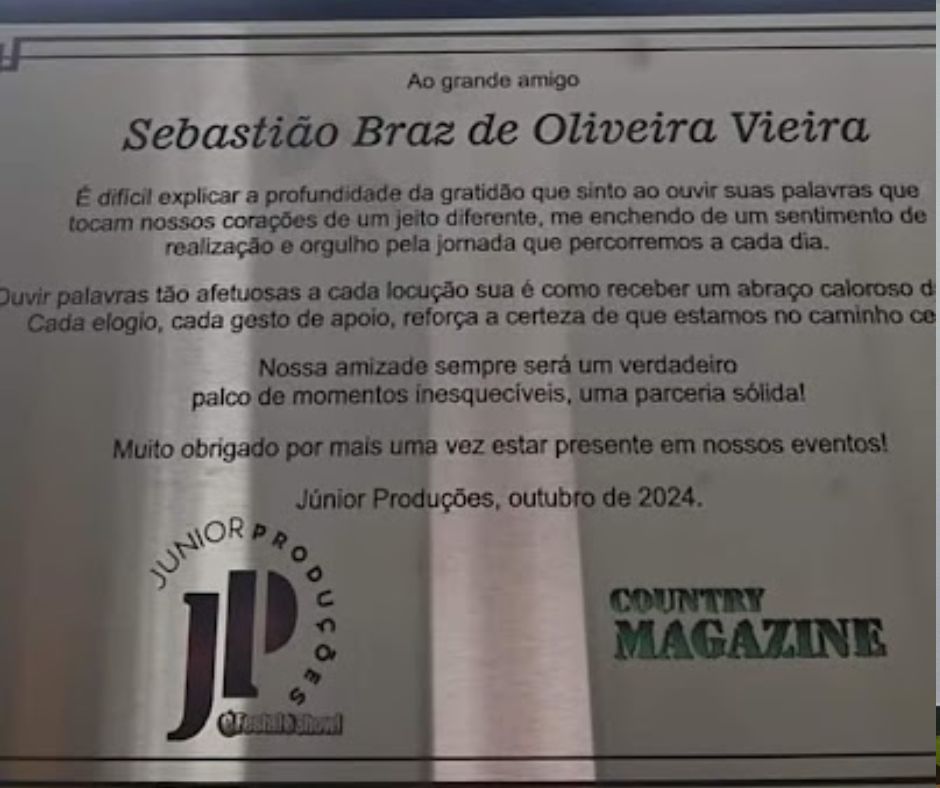 Ao grande amigo
Sebastião Braz de Oliveira Vieira
É difícil explicar a profundidade da gratidão que sinto ao ouvir suas palavras que
tocam nossos corações de um jeito diferente, me enchendo de um sentimento de
realização e orgulho pela jornada que percorremos a cada dia.
Ouvir palavras tão afetuosas a cada locução sua é como receber um abraço caloroso
Cada elogio, cada gesto de apoio, reforça a certeza de que estamos no caminho
Nossa amizade sempre será um verdadeiro
palco de momentos inesquecíveis, uma parceria sólida!
Muito obrigado por mais uma vez estar presente em nossos eventos!
Júnior Produções, outubro de 2024.
JUNIOR PRODUÇÕES
JP
COUNTRY
MAGAZINE